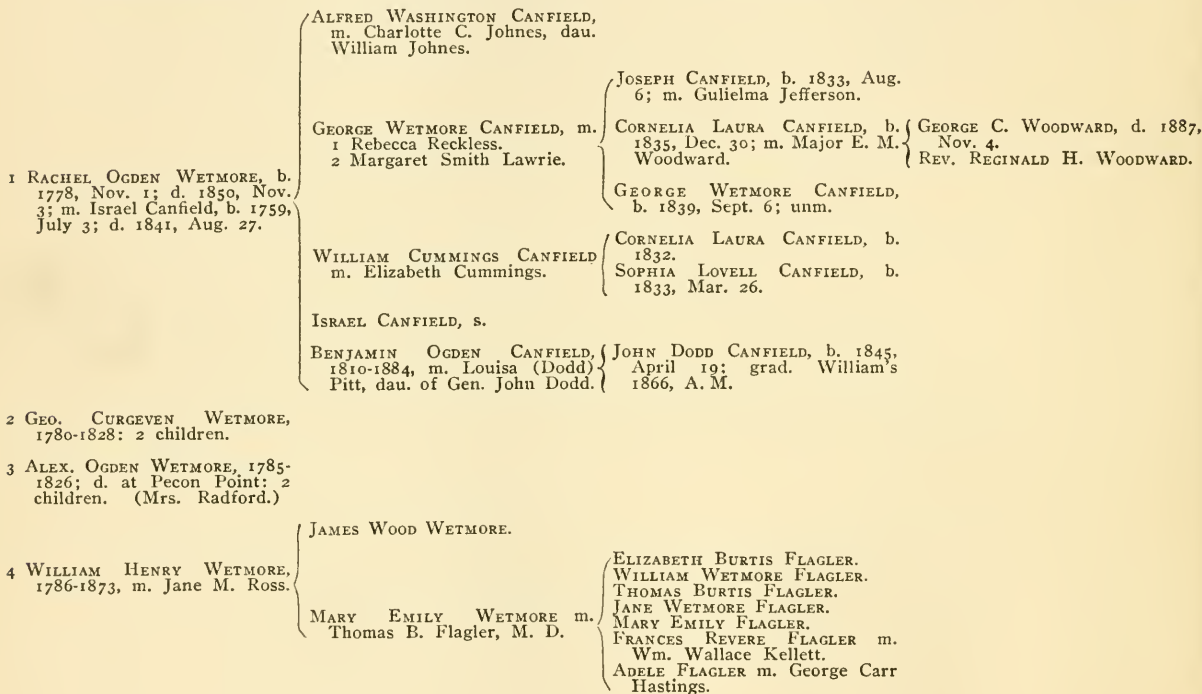 1 RACHEL OGDEN WETMORE, b.
1778, Nov. 1; d. 1850, Nov.
3; m. Israel Canfield, b. 1759,
July 3; d. 1841, Aug. 27.
ALFRED WASHINGTON CANFIELD,
m. Charlotte C. Johnes, dau.
William Johnes.
GEORGE WETMORE CANFIELD, m.
1 Rebecca Reckless.
2 Margaret Smith Lawrie.
JOSEPH CANFIELD, b. 1833, Aug.
6; m. Gulielma Jefferson.
CORNELIA LAURA CANFIELD, b.
1835, Dec. 30; m. Major E. M.
Woodward.
GEORGE C. WOODWARD, d. 1887,
Nov. 4.
REV. REGINALD H. WOODWARD.
GEORGE WETMORE CANFIELD,
b. 1839, Sept. 6; unm.
WILLIAM CUMMINGS CANFIELD
m. Elizabeth Cummings.
CORNELIA LAURA CANFIELD, b.
1832.
SOPHIA LOVELL CANFIELD, b.
1833, Mar. 26.
ISRAEL CANFIELD, s.
BENJAMIN OGDEN CANFIELD,
1810-1884, m. Louisa (Dodd)
Pitt, dau. of Gen. John Dodd.
JOHN DODD CANFIELD, b. 1845,
April 19; grad. William's
1866, A. M.
2 GEO. CURGEVEN WETMORE,
1780-1828: 2 children.
3 ALEX. OGDEN WETMORE, 1785-
1826; d. at Pecon Point: 2
children. (Mrs. Radford.)
4 WILLIAM HENRY WETMORE,
1786-1873, m. Jane M. Ross.
JAMES WOOD WETMORE.
MARY EMILY WETMORE m.
Thomas B. Flagler, M. D.
ELIZABETH BURTIS FLAGLER.
WILLIAM WETMORE FLAGLER.
THOMAS BURTIS FLAGLER.
JANE WETMORE FLAGLER.
MARY EMILY FLAGLER.
FRANCES REVERE FLAGLER m.
Wm. Wallace Kellett.
ADELE FLAGLER m. George Carr
Hastings.